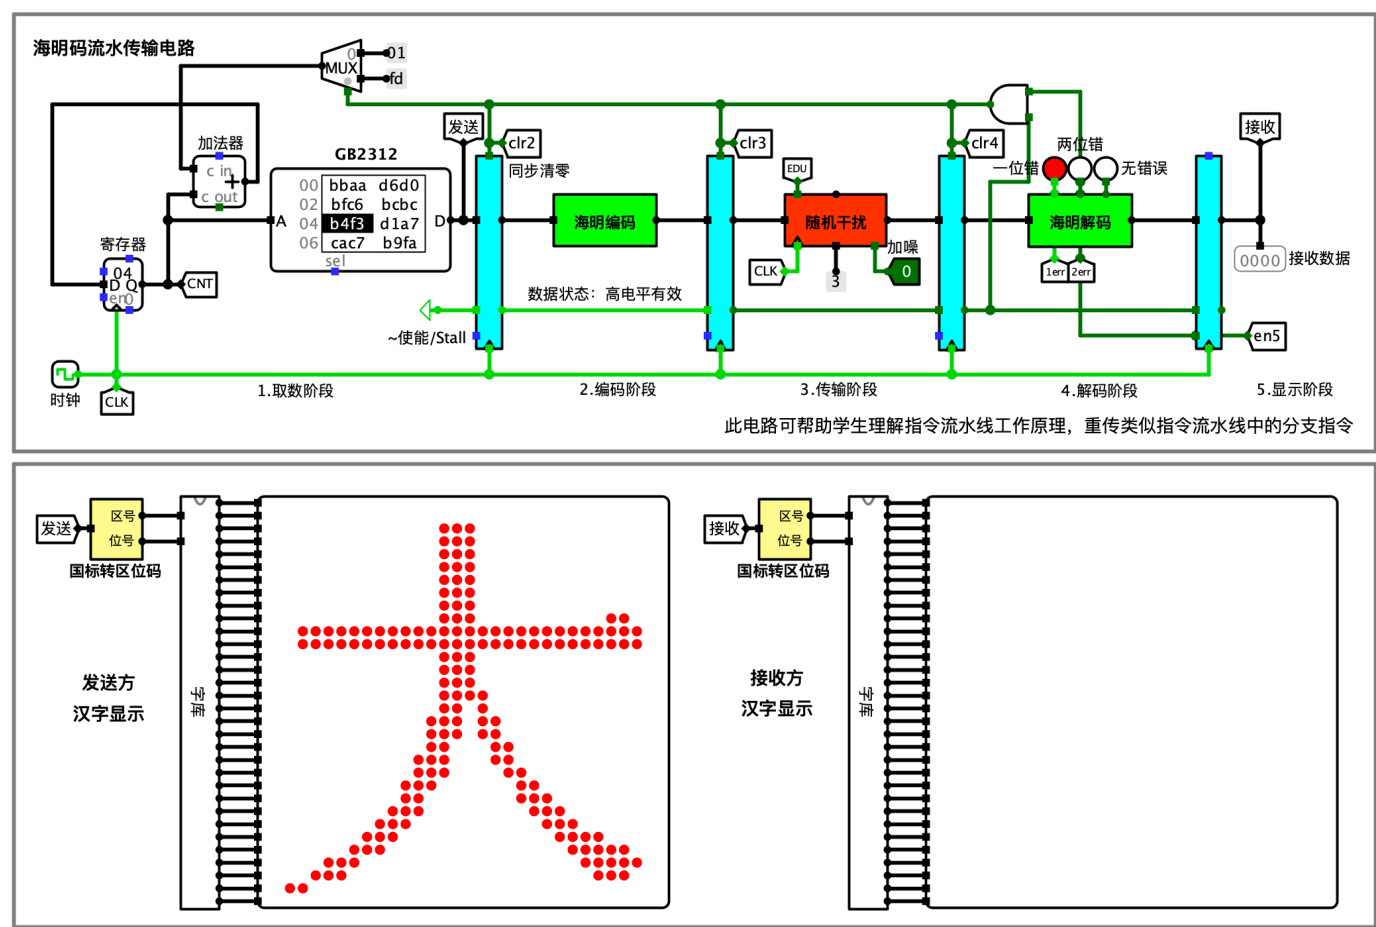 海明码流水传输电路
0
MUX
01
fd
加法器
c in
+
c out
GB2312
00 bbaa d6d0
02 bfc6 bcbc
04 b4f3 d1a7
06 cac7 b9fa
A
D
sel
寄存器
04
D Q
en0
CNT
发送
clr2
同步清零
海明编码
clr3
EDU
随机干扰
CLK
3
加噪
0
clr4
两位错
一位错
无错误
海明解码
1err
2err
接收
0000
接收数据
数据状态：高电平有效
~使能/Stall
en5
时钟
CLK
1.取数阶段
2.编码阶段
3.传输阶段
4.解码阶段
5.显示阶段
此电路可帮助学生理解指令流水线工作原理，重传类似指令流水线中的分支指令
发送
区号
位号
国标转区位码
字库
发送方
汉字显示
接收
区号
位号
国标转区位码
字库
接收方
汉字显示